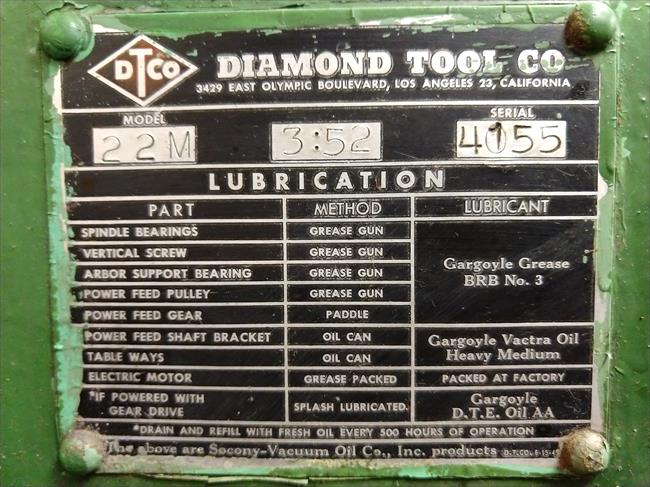 DTCO
DIAMOND TOOL CO
3429 EAST OLYMPIC BOULEVARD, LOS ANGELES 23, CALIFORNIA
MODEL SERIAL
22M 3:52 4155
LUBRICATION
PART METHOD LUBRICANT
SPINDLE BEARINGS GREASE GUN
VERTICAL SCREW GREASE GUN
ARBOR SUPPORT BEARING GREASE GUN
Gargoyle Grease
BRB No. 3
POWER FEED PULLEY GREASE GUN
POWER FEED GEAR PADDLE
POWER FEED SHAFT BRACKET OIL CAN
Gargoyle Vactra Oil
Heavy Medium
TABLE WAYS OIL CAN
ELECTRIC MOTOR GREASE PACKED PACKED AT FACTORY
*IF POWERED WITH
GEAR DRIVE
SPLASH LUBRICATED.
Gargoyle
D.T.E. Oil AA
*DRAIN AND REFILL WITH FRESH OIL EVERY 500 HOURS OF OPERATION
The above are Socony-Vacuum Oil Co., Inc. products